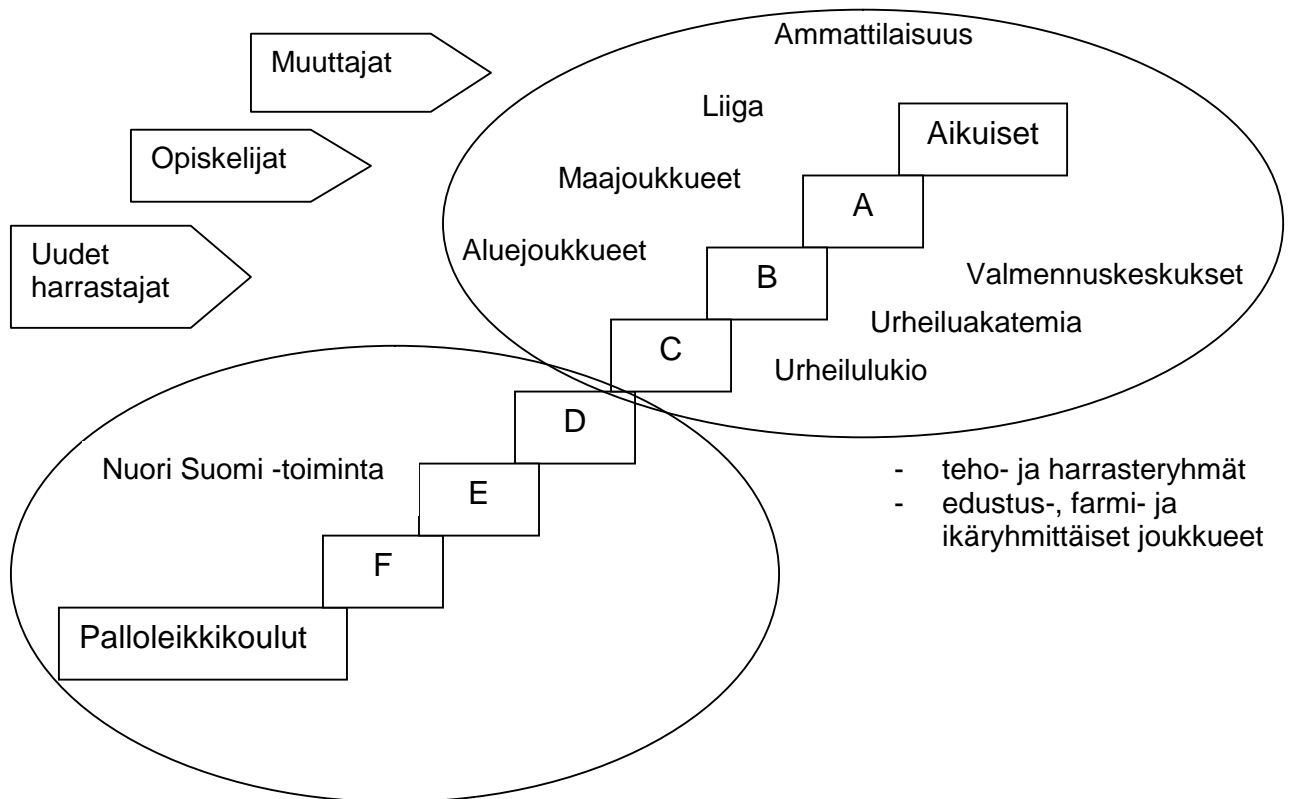 Ammattilaisuus
Muuttajat
Liiga
Aikuiset
Opiskelijat
Maajoukkueet
A
Uudet
harrastajat
Aluejoukkueet
B
Valmennuskeskukset
Urheiluakatemia
C
Urheilulukio
D
Nuori Suomi -toiminta
E
- teho- ja harrasteryhmät
- edustus-, farmi- ja
ikäryhmittäiset joukkueet
F
Palloleikkikoulut